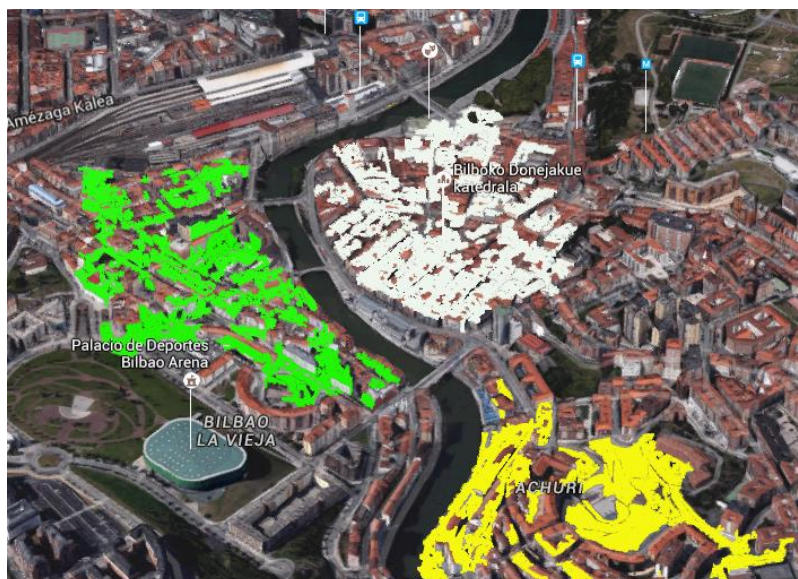 Amézaga Kalea
M
Bilboko Donejakue
katedrala
Palacio de Deportes
Bilbao Arena
BILBAO
LA VIEJA
ACHURI